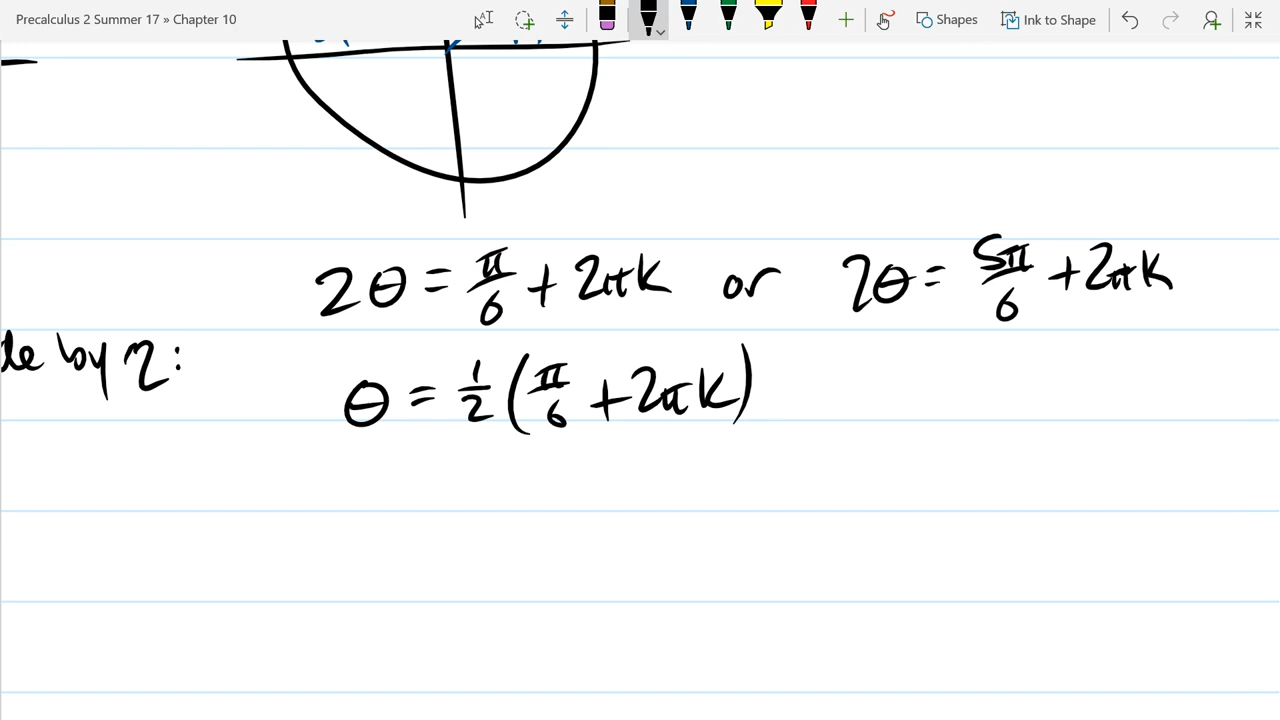 Precalculus 2 Summer 17 » Chapter 10
Shapes
Ink to Shape
2θ = π/6 + 2πk or 2θ = 5π/6 + 2πk
de by 2:
θ = 1/2 (π/6 + 2πk)